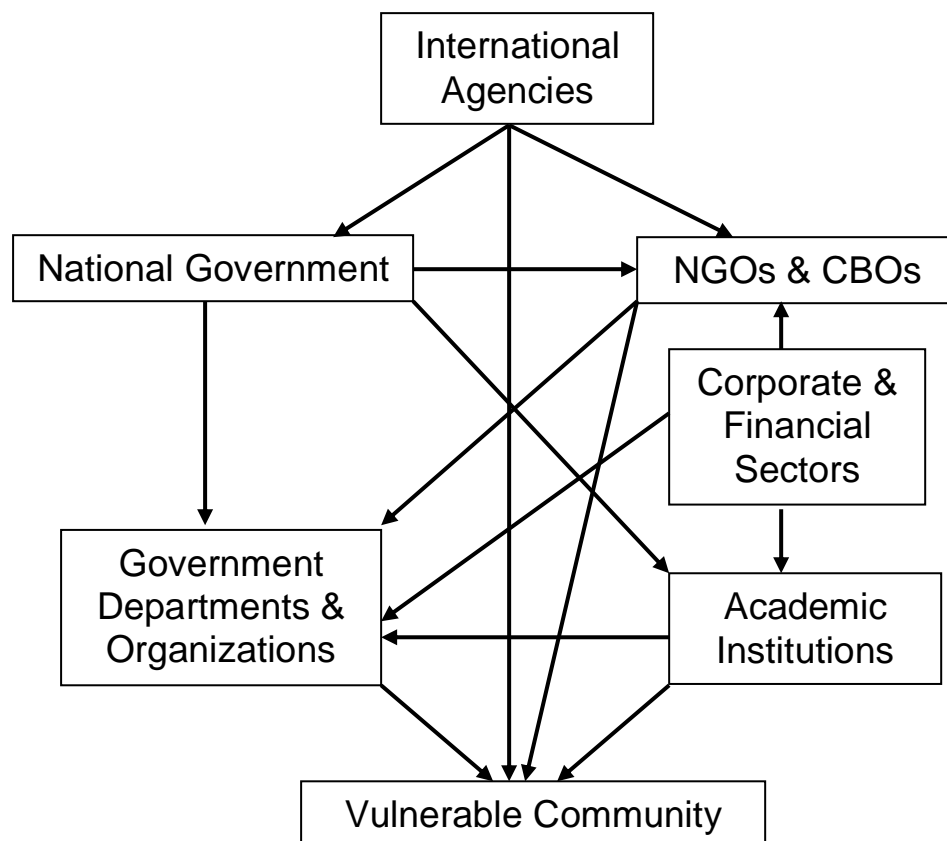 International
Agencies
National Government
NGOs & CBOs
Corporate &
Financial
Sectors
Government
Departments &
Organizations
Academic
Institutions
Vulnerable Community